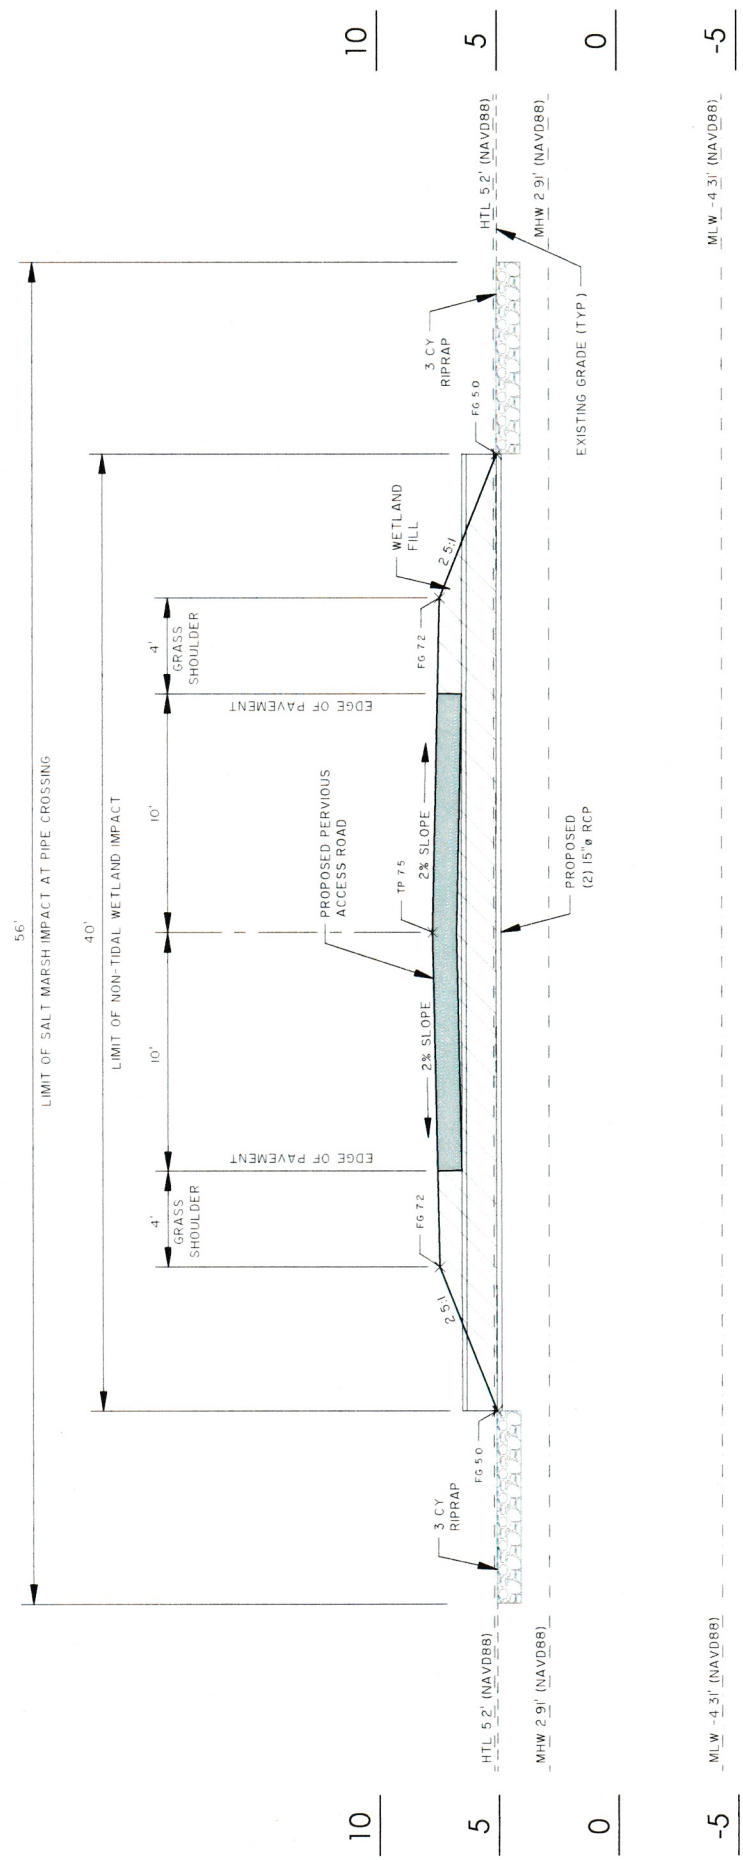 56'
LIMIT OF SALT MARSH IMPACT AT PIPE CROSSING
40'
LIMIT OF NON-TIDAL WETLAND IMPACT
4'
GRASS
SHOULDER
10'
10'
4'
GRASS
SHOULDER
EDGE OF PAVEMENT
EDGE OF PAVEMENT
PROPOSED PERVIOUS
ACCESS ROAD
TP 7.5
2% SLOPE
2% SLOPE
FG 7.2
FG 7.2
WETLAND
FILL
2.5:1
2.5:1
3 CY
RIPRAP
3 CY
RIPRAP
FG 5.0
FG 5.0
HTL 5.2' (NAVD88)
HTL 5.2' (NAVD88)
MHW 2.91' (NAVD88)
MHW 2.91' (NAVD88)
PROPOSED
(2) 15"ø RCP
EXISTING GRADE (TYP.)
MLW -4.31' (NAVD88)
MLW -4.31' (NAVD88)
10
5
0
-5
10
5
0
-5